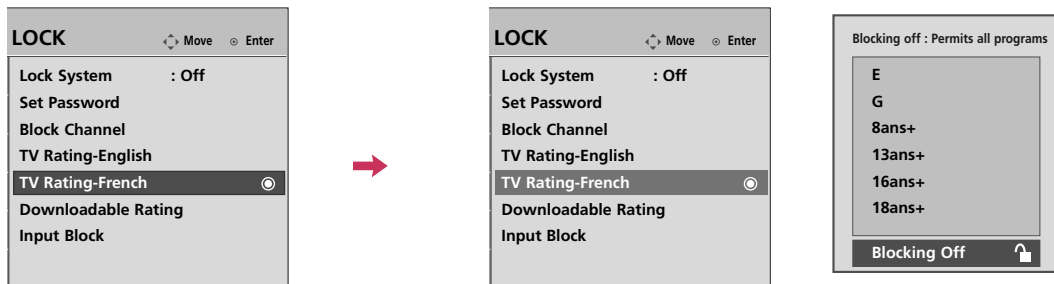 LOCK Move Enter
Lock System : Off
Set Password
Block Channel
TV Rating-English
TV Rating-French
Downloadable Rating
Input Block
LOCK Move Enter
Lock System : Off
Set Password
Block Channel
TV Rating-English
TV Rating-French
Downloadable Rating
Input Block
Blocking off : Permits all programs
E
G
8ans+
13ans+
16ans+
18ans+
Blocking Off